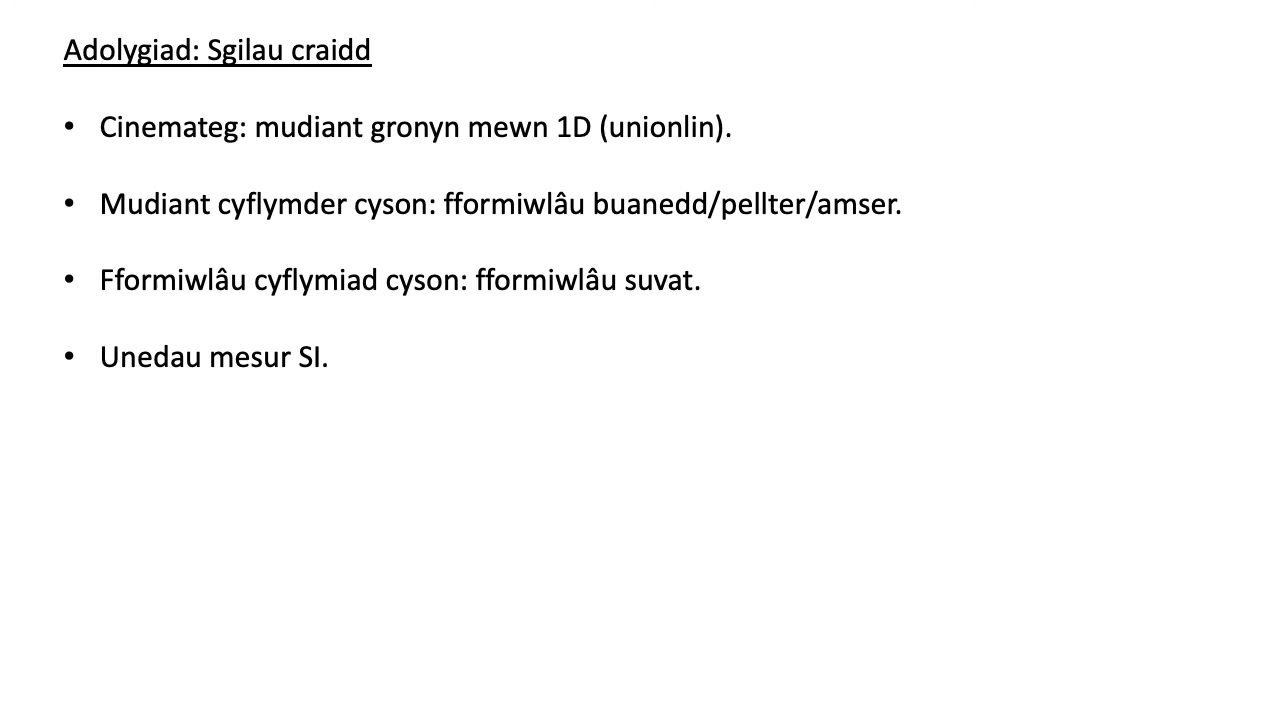 Adolygiad: Sgilau craidd
• Cinemateg: mudiant gronyn mewn 1D (unionlin).
• Mudiant cyflymder cyson: fformiwlâu buanedd/pellter/amser.
• Fformiwlâu cyflymiad cyson: fformiwlâu suvat.
• Unedau mesur SI.